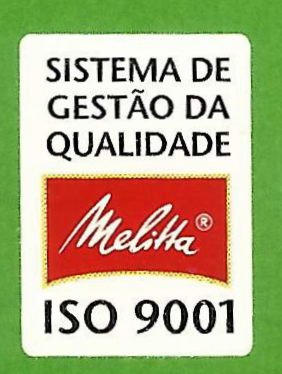 SISTEMA DE
GESTÃO DA
QUALIDADE
Melitta®
ISO 9001